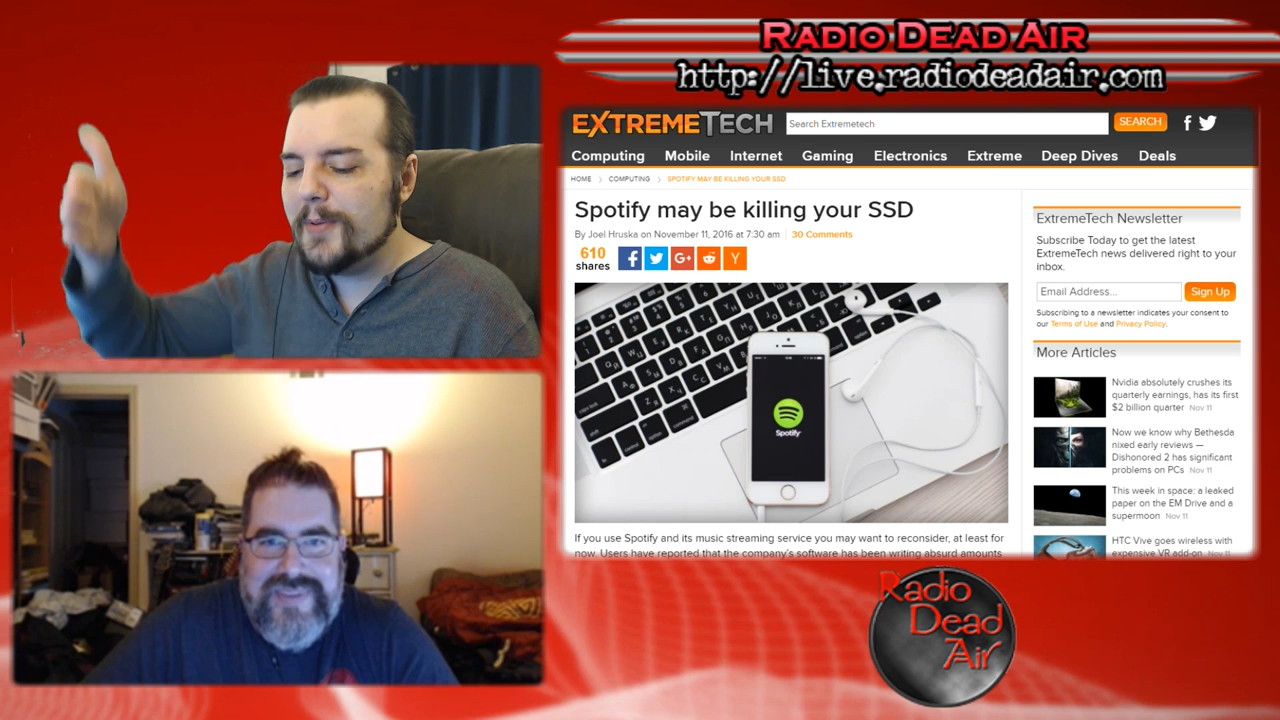 RADIO DEAD AIR
http://live.radiodeadair.com
EXTREMETECH
Search Extremetech
SEARCH
Computing Mobile Internet Gaming Electronics Extreme Deep Dives Deals
HOME > COMPUTING > SPOTIFY MAY BE KILLING YOUR SSD
Spotify may be killing your SSD
By Joel Hruska on November 11, 2016 at 7:30 am
30 Comments
610
shares
Spotify
If you use Spotify and its music streaming service you may want to reconsider, at least for
now. Users have reported that the company's software has been writing absurd amounts
ExtremeTech Newsletter
Subscribe Today to get the latest
ExtremeTech news delivered right to your
inbox.
Email Address...
Sign Up
Subscribing to a newsletter indicates your consent to
our Terms of Use and Privacy Policy.
More Articles
Nvidia absolutely crushes its
quarterly earnings, has its first
$2 billion quarter Nov 11
Now we know why Bethesda
nixed early reviews —
Dishonored 2 has significant
problems on PCs Nov 11
This week in space: a leaked
paper on the EM Drive and a
supermoon Nov 11
HTC Vive goes wireless with
expensive VR add-on Nov 11
Radio
Dead
Air